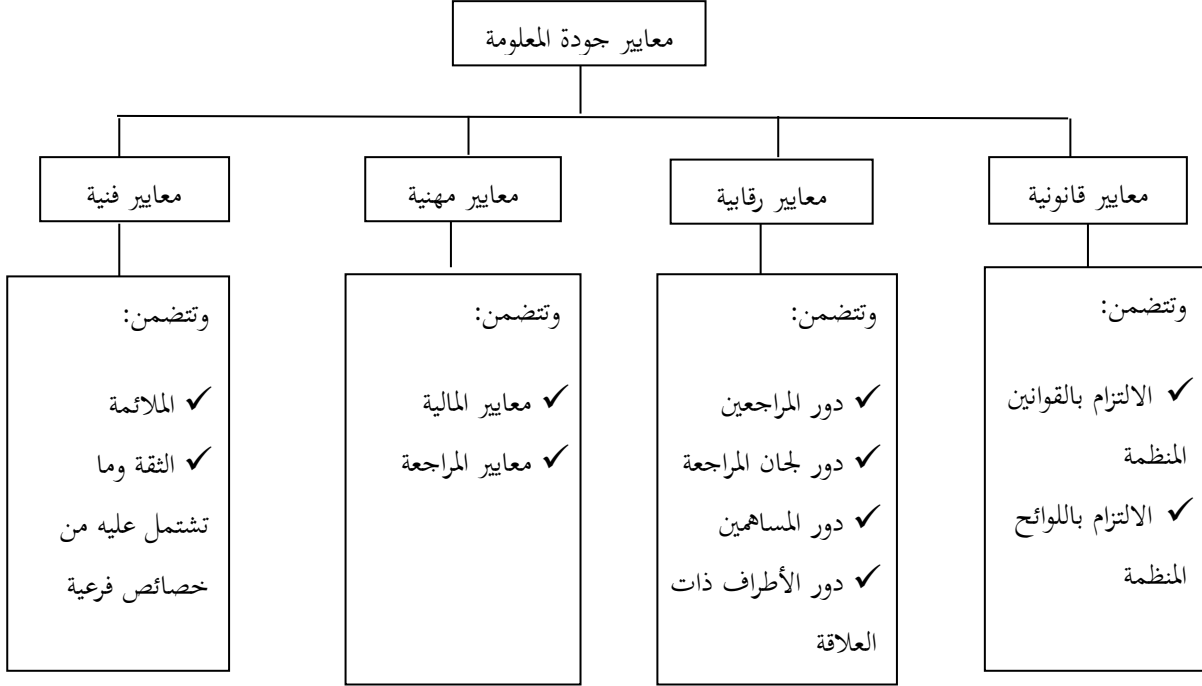 معايير جودة المعلومة
معايير قانونية
معايير رقابية
معايير مهنية
معايير فنية
وتتضمن:
✓ الالتزام بالقوانين
المنظمة
✓ الالتزام باللوائح
المنظمة
وتتضمن:
✓ دور المراجعين
✓ دور لجان المراجعة
✓ دور المساهمين
✓ دور الأطراف ذات
العلاقة
وتتضمن:
✓ معايير المالية
✓ معايير المراجعة
وتتضمن:
✓ الملائمة
✓ الثقة وما
تشتمل عليه من
خصائص فرعية